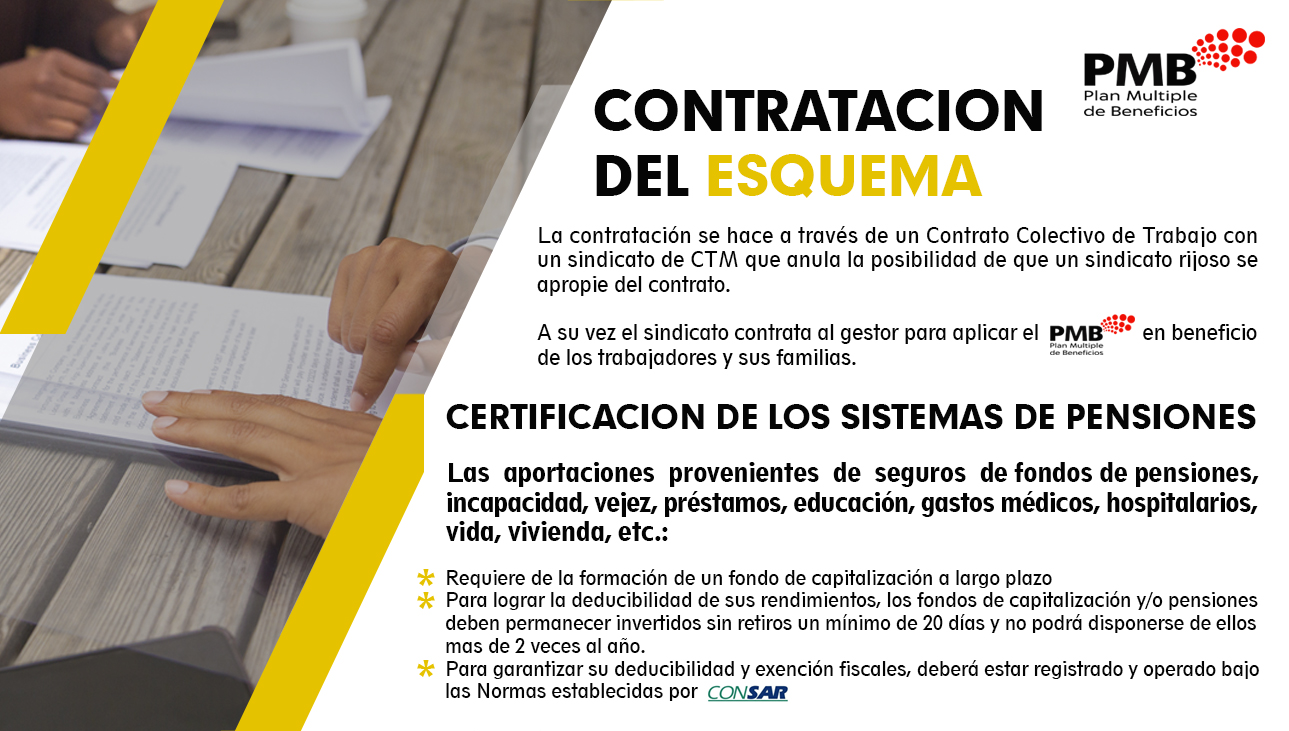 PMB
Plan Multiple
de Beneficios
CONTRATACION
DEL ESQUEMA
La contratación se hace a través de un Contrato Colectivo de Trabajo con
un sindicato de CTM que anula la posibilidad de que un sindicato rijoso se
apropie del contrato.
A su vez el sindicato contrata al gestor para aplicar el PMB Plan Multiple de Beneficios en beneficio
de los trabajadores y sus familias.
CERTIFICACION DE LOS SISTEMAS DE PENSIONES
Las aportaciones provenientes de seguros de fondos de pensiones,
incapacidad, vejez, préstamos, educación, gastos médicos, hospitalarios,
vida, vivienda, etc.:
* Requiere de la formación de un fondo de capitalización a largo plazo
* Para lograr la deducibilidad de sus rendimientos, los fondos de capitalización y/o pensiones
deben permanecer invertidos sin retiros un mínimo de 20 días y no podrá disponerse de ellos
mas de 2 veces al año.
* Para garantizar su deducibilidad y exención fiscales, deberá estar registrado y operado bajo
las Normas establecidas por CONSAR